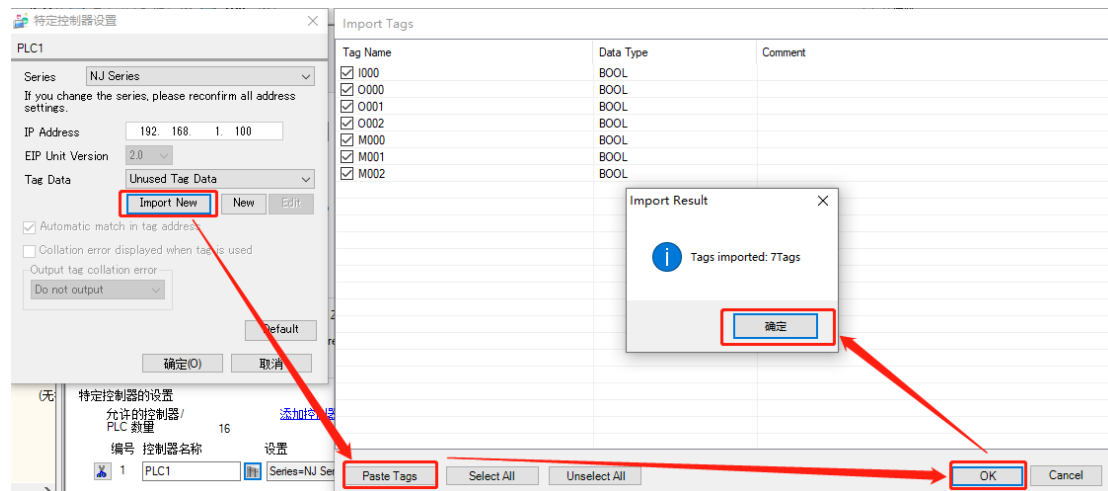 特定控制器设置
PLC1
Series NJ Series
If you change the series, please reconfirm all address
settings.
IP Address 192. 168. 1. 100
EIP Unit Version 2.0
Tag Data Unused Tag Data
Import New New Edit
Automatic match in tag address
Collation error displayed when tag is used
Output tag collation error
Do not output
Default
确定(O) 取消
特定控制器的设置
允许的控制器/
PLC 数量 16
编号 控制器名称 设置
1 PLC1 Series=NJ Ser
Import Tags
Tag Name Data Type Comment
I000 BOOL
O000 BOOL
O001 BOOL
O002 BOOL
M000 BOOL
M001 BOOL
M002 BOOL
Import Result
Tags imported: 7Tags
确定
Paste Tags Select All Unselect All OK Cancel